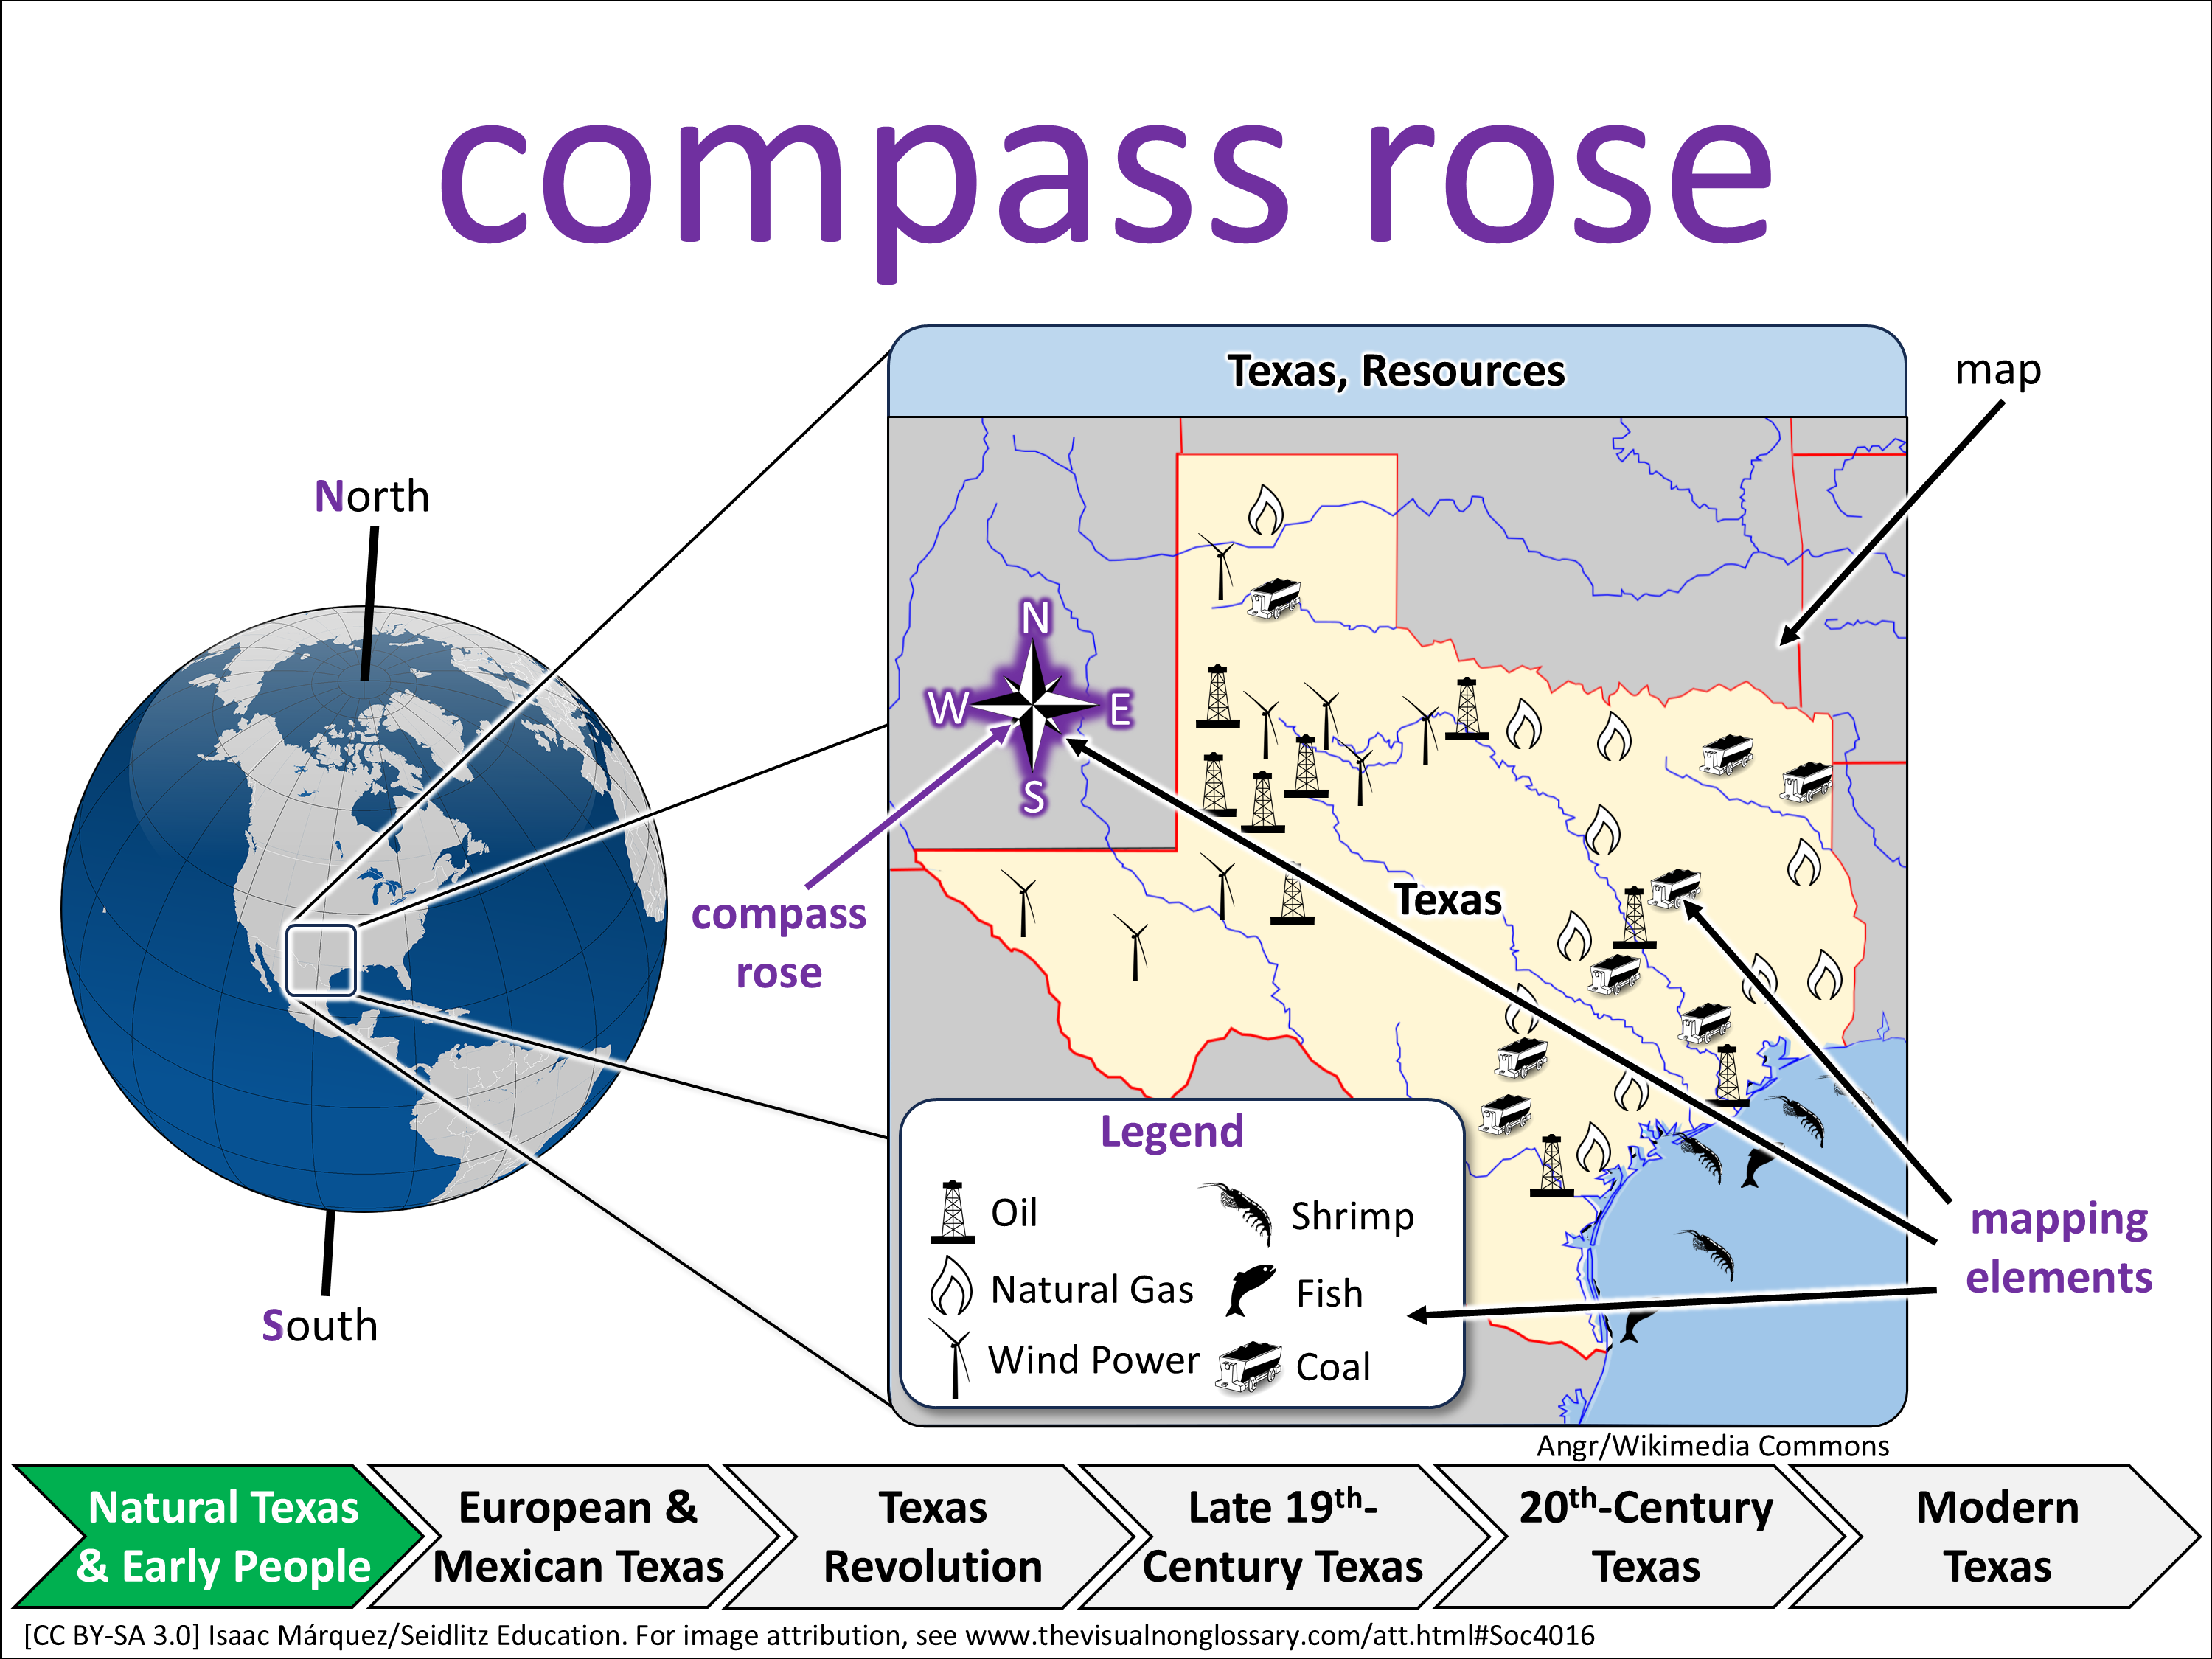 compass rose
Texas, Resources
map
North
N
W
E
S
compass
rose
Texas
South
Legend
Oil
Shrimp
Natural Gas
Fish
Wind Power
Coal
mapping
elements
Angr/Wikimedia Commons
Natural Texas
& Early People
European &
Mexican Texas
Texas
Revolution
Late 19th-
Century Texas
20th-Century
Texas
Modern
Texas
[CC BY-SA 3.0] Isaac Márquez/Seidlitz Education. For image attribution, see www.thevisualnonglossary.com/att.html#Soc4016